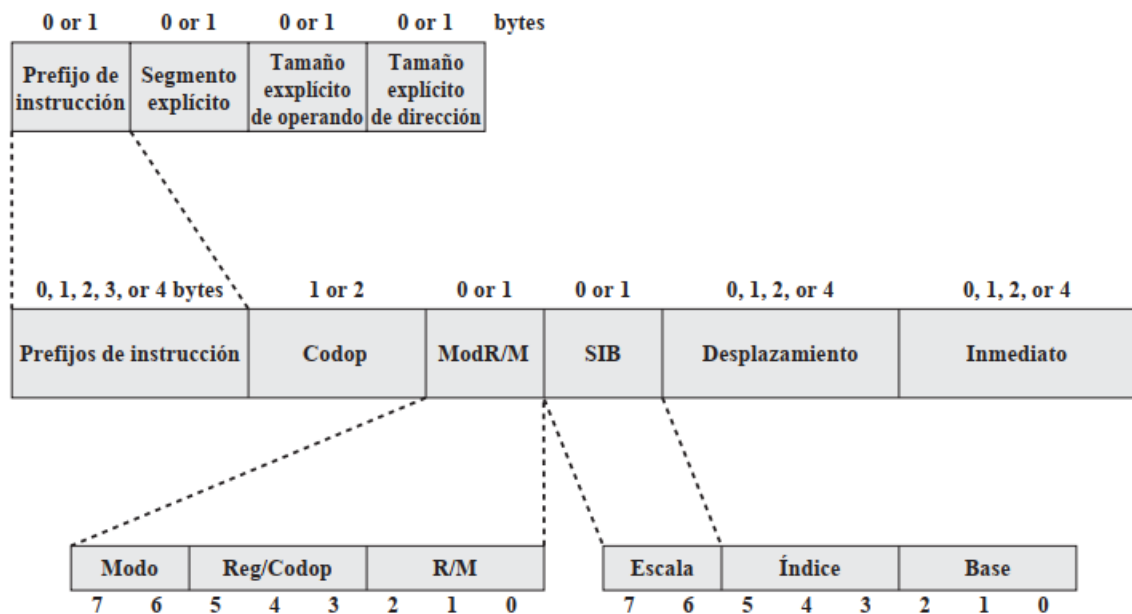 0 or 1 0 or 1 0 or 1 0 or 1 bytes
Prefijo de instrucción
Segmento explícito
Tamaño exxplícito de operando
Tamaño explícito de dirección
0, 1, 2, 3, or 4 bytes 1 or 2 0 or 1 0 or 1 0, 1, 2, or 4 0, 1, 2, or 4
Prefijos de instrucción Codop ModR/M SIB Desplazamiento Inmediato
Modo Reg/Codop R/M Escala Índice Base
7 6 5 4 3 2 1 0 7 6 5 4 3 2 1 0